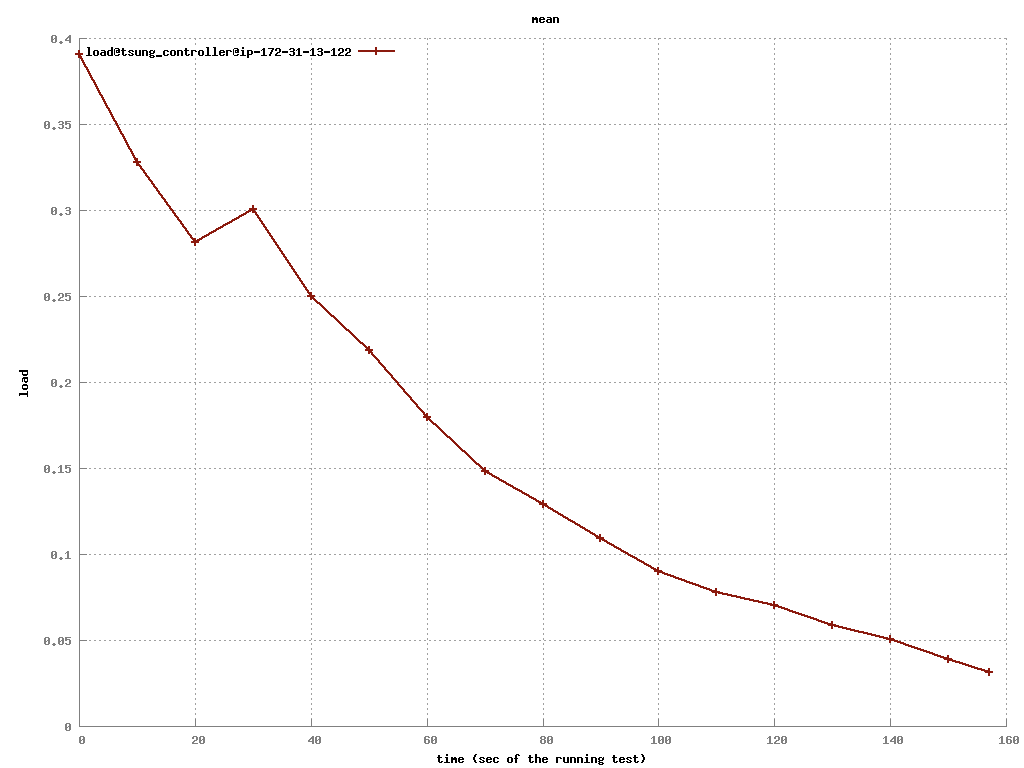 mean
0.4
load@tsung_controller@ip-172-31-13-122
0.35
0.3
0.25
0.2
0.15
0.1
0.05
0
load
0 20 40 60 80 100 120 140 160
time (sec of the running test)